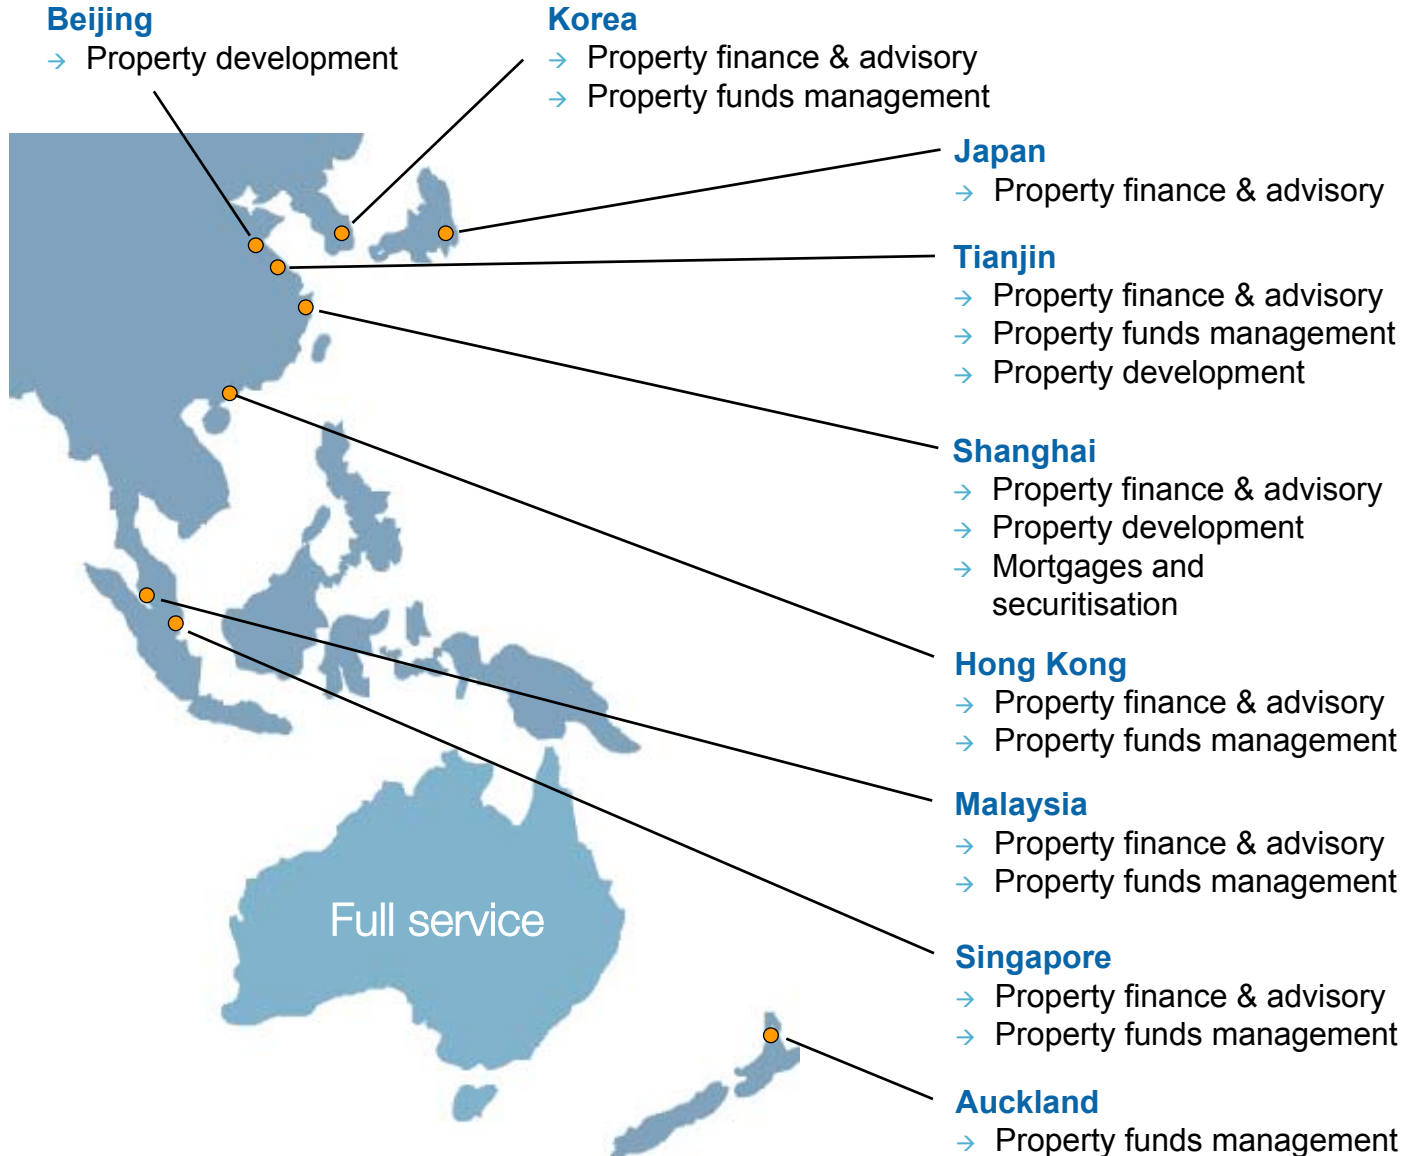 Beijing
→ Property development
Korea
→ Property finance & advisory
→ Property funds management
Japan
→ Property finance & advisory
Tianjin
→ Property finance & advisory
→ Property funds management
→ Property development
Shanghai
→ Property finance & advisory
→ Property development
→ Mortgages and
securitisation
Hong Kong
→ Property finance & advisory
→ Property funds management
Malaysia
→ Property finance & advisory
→ Property funds management
Full service
Singapore
→ Property finance & advisory
→ Property funds management
Auckland
→ Property funds management